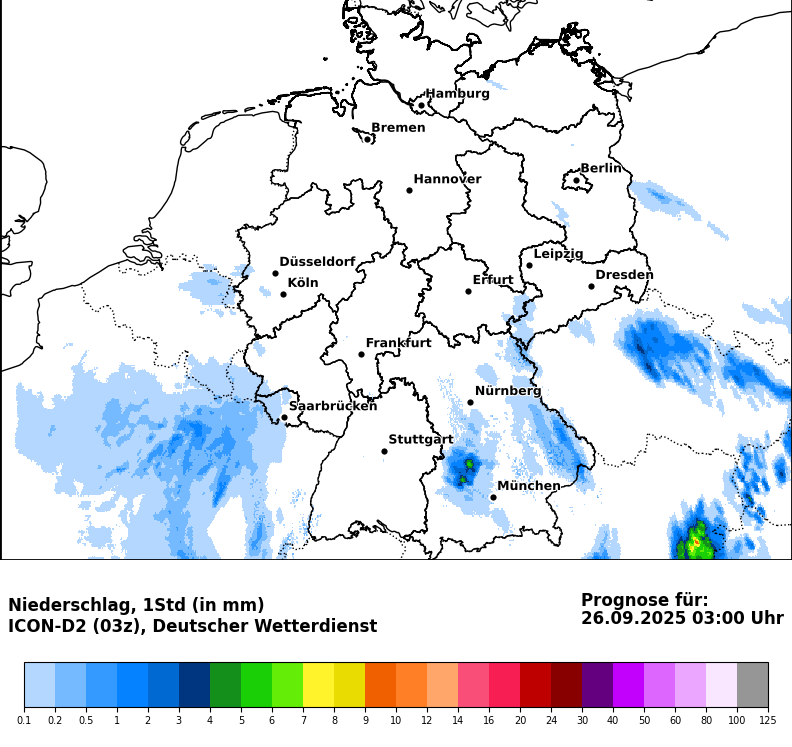 Hamburg
Bremen
Berlin
Hannover
Leipzig
Düsseldorf
Dresden
Köln
Erfurt
Frankfurt
Nürnberg
Saarbrücken
Stuttgart
München
Niederschlag, 1Std (in mm)
ICON-D2 (03z), Deutscher Wetterdienst
Prognose für:
26.09.2025 03:00 Uhr
0.1 0.2 0.5 1 2 3 4 5 6 7 8 9 10 12 14 16 20 24 30 40 50 60 80 100 125